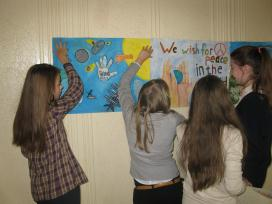 We wish for
peace
in the